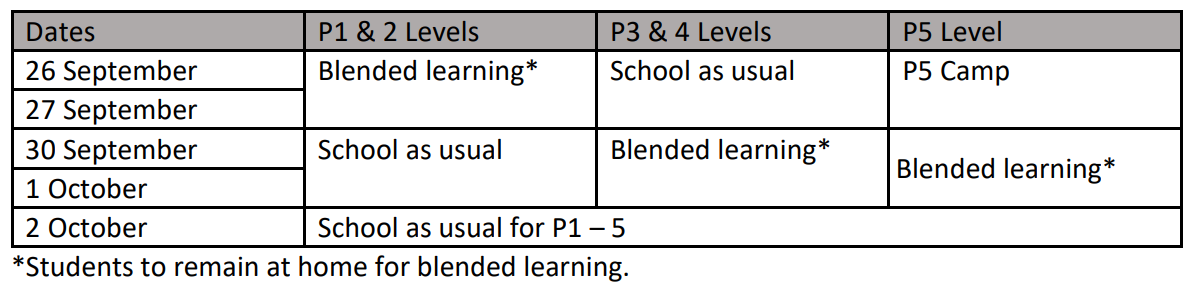 Dates P1 & 2 Levels P3 & 4 Levels P5 Level
26 September Blended learning* School as usual P5 Camp
27 September
30 September School as usual Blended learning* Blended learning*
1 October
2 October School as usual for P1 – 5
*Students to remain at home for blended learning.